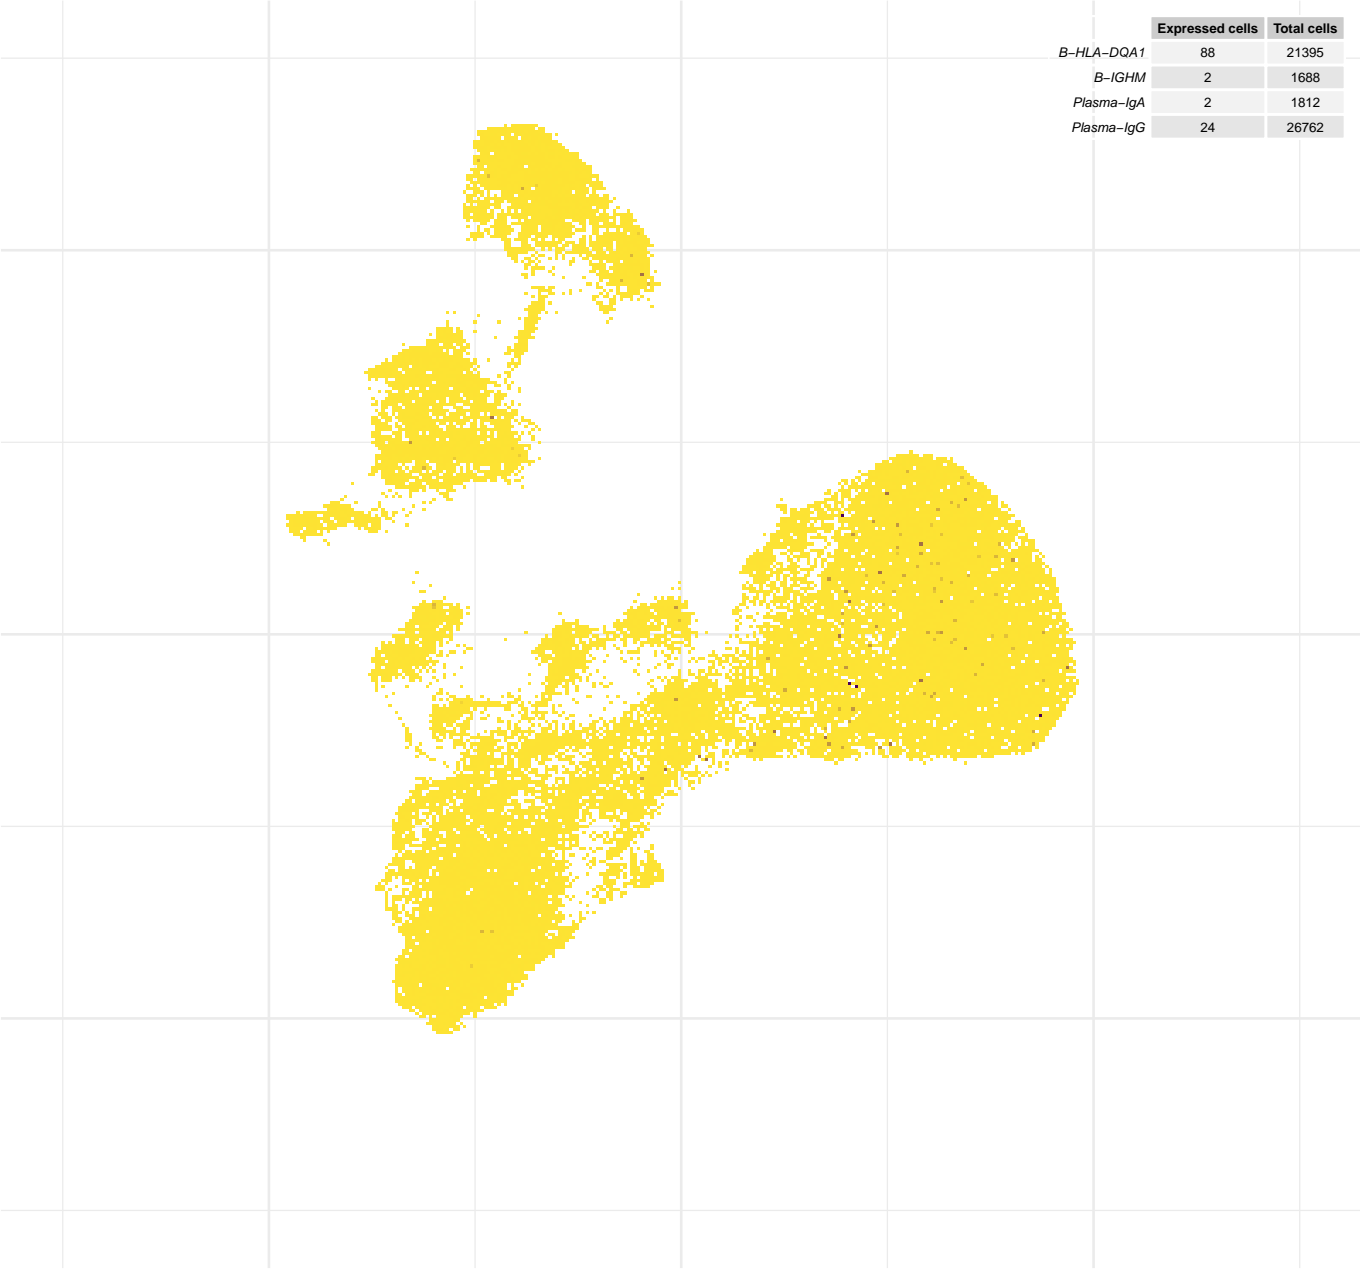 Expressed cells Total cells
B−HLA−DQA1 88 21395
B−IGHM 2 1688
Plasma−IgA 2 1812
Plasma−IgG 24 26762